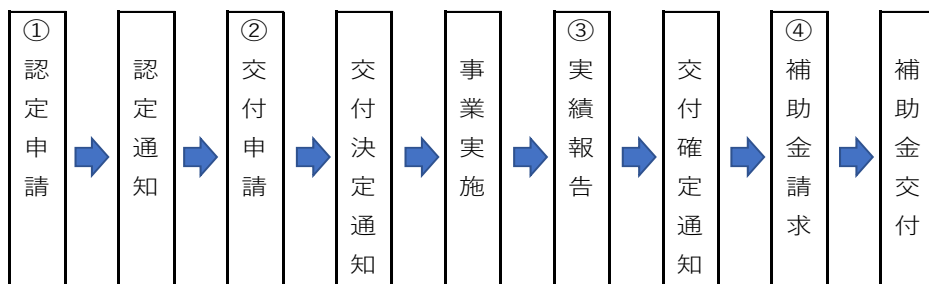 ①認定申請
認定通知
②交付申請
交付決定通知
事業実施
③実績報告
交付確定通知
④補助金請求
補助金交付